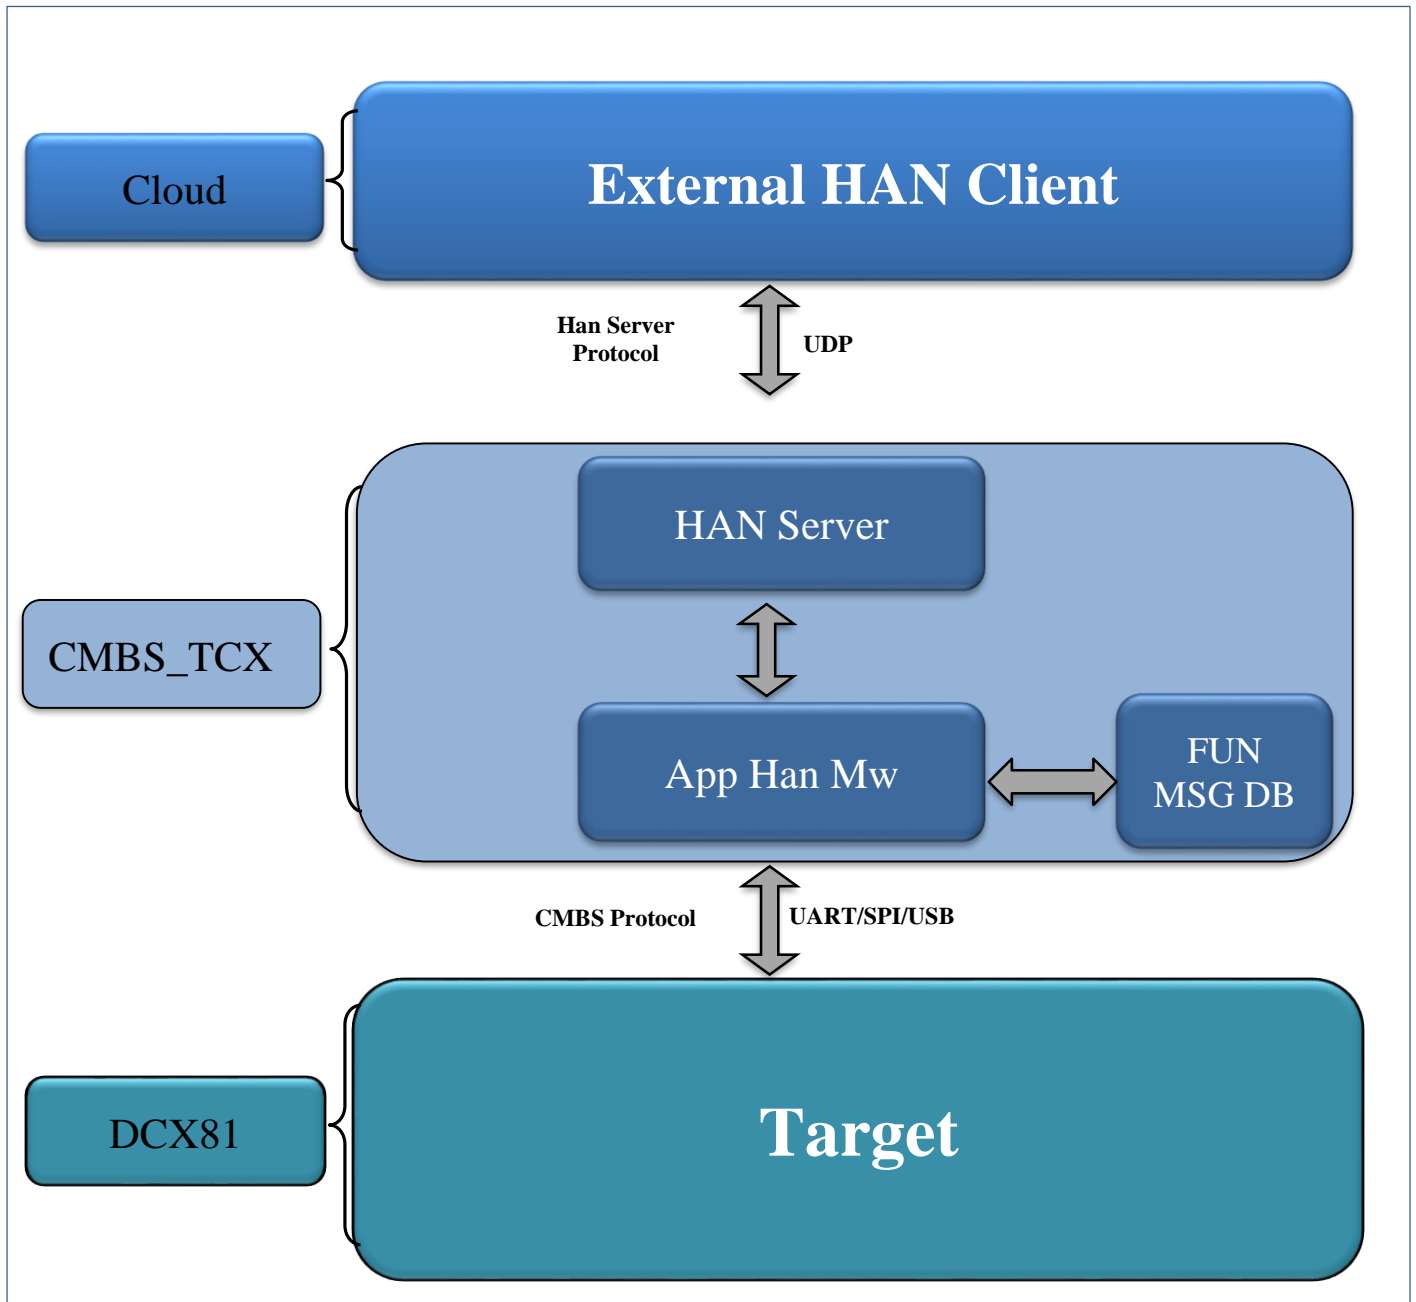 Cloud
External HAN Client
Han Server
Protocol
UDP
HAN Server
CMBS_TCX
App Han Mw
FUN
MSG DB
CMBS Protocol
UART/SPI/USB
DCX81
Target